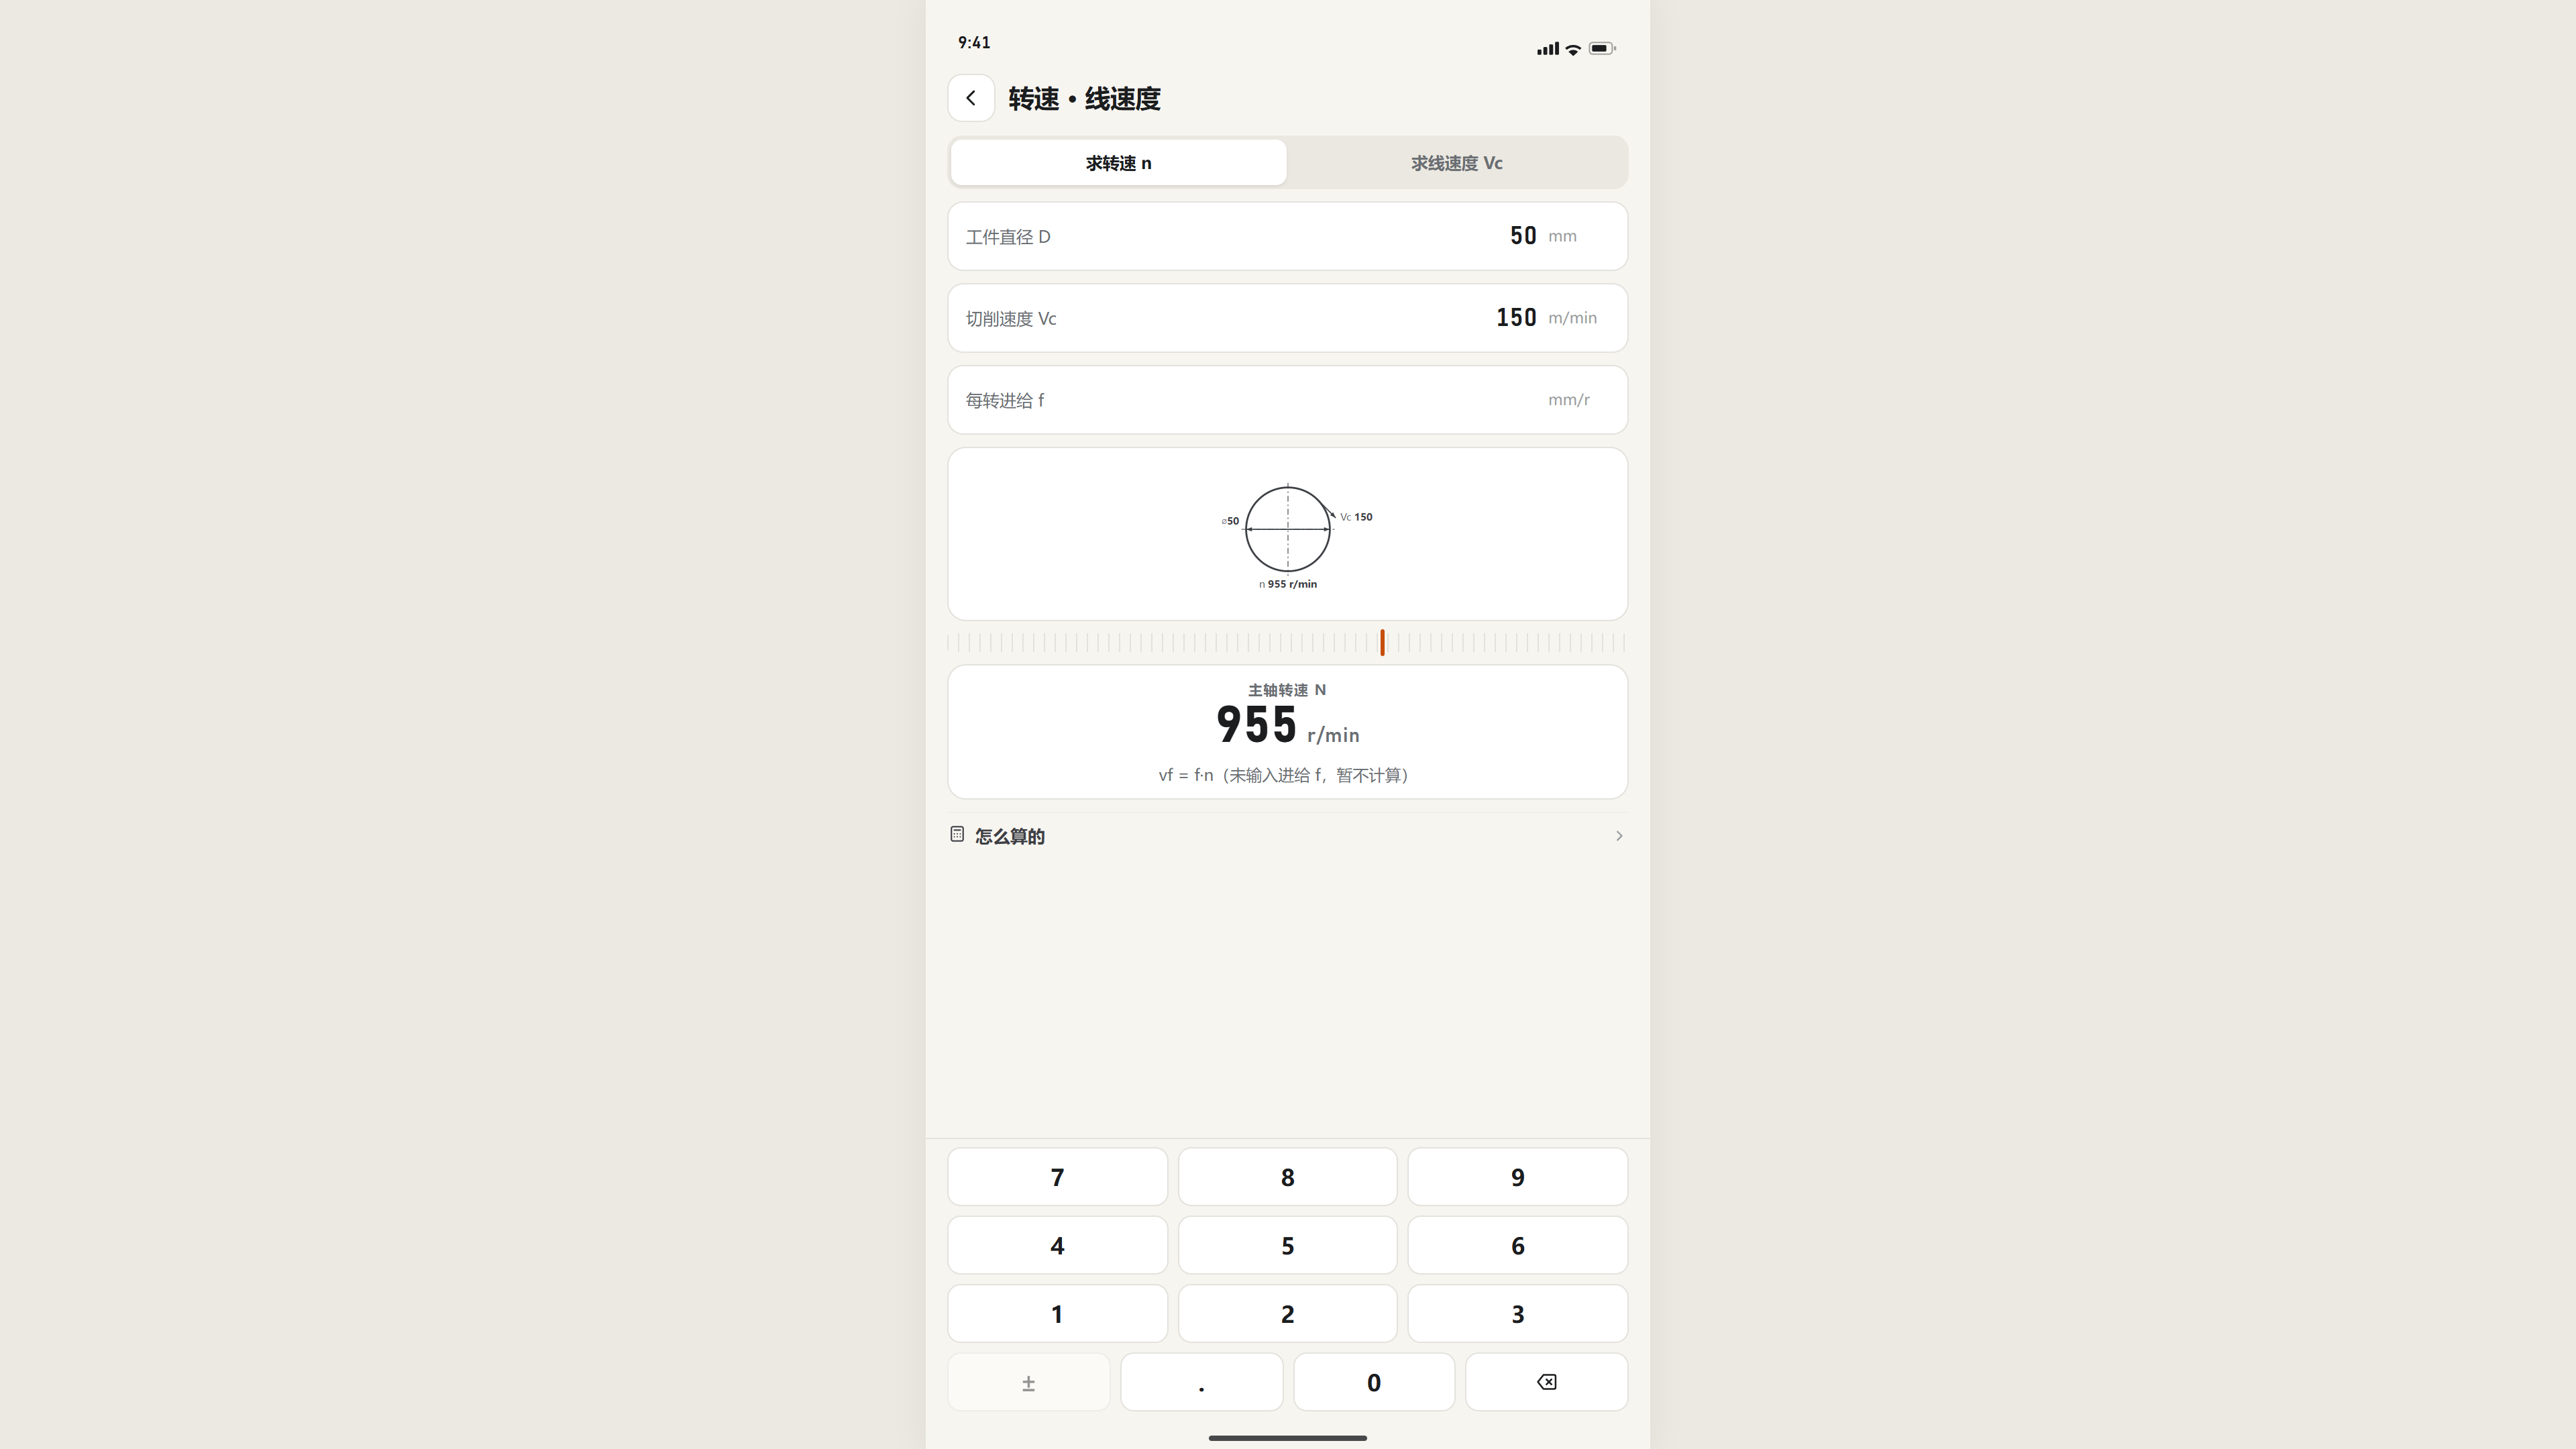 9:41
转速·线速度
求转速 n
求线速度 Vc
工件直径 D
50 mm
切削速度 Vc
150 m/min
每转进给 f
mm/r
⌀50
Vc 150
n 955 r/min
主轴转速 N
955 r/min
vf = f·n（未输入进给 f，暂不计算）
怎么算的
7 8 9
4 5 6
1 2 3
± . 0